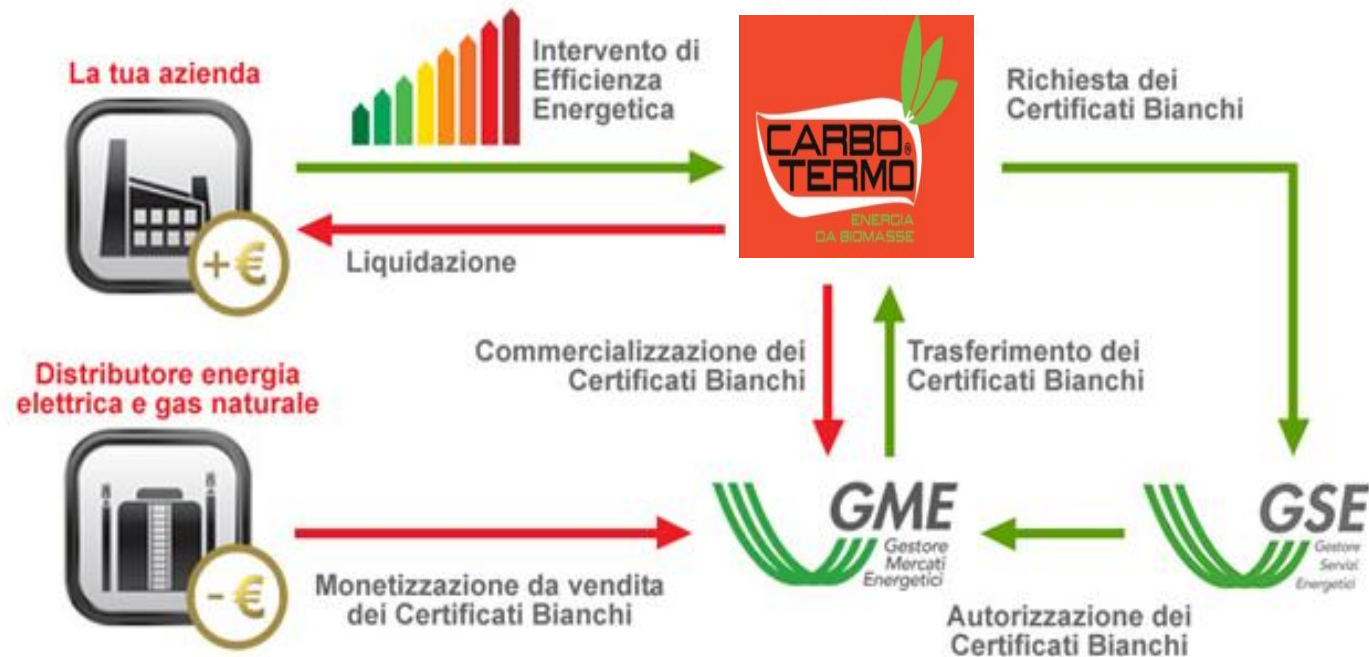 La tua azienda
+€
Intervento di
Efficienza
Energetica
CARBO®
TERMO
ENERGIA
DA BIOMASSE
Richiesta dei
Certificati Bianchi
Liquidazione
Commercializzazione dei
Certificati Bianchi
Trasferimento dei
Certificati Bianchi
Distributore energia
elettrica e gas naturale
-€
Monetizzazione da vendita
dei Certificati Bianchi
GME
Gestore
Mercati
Energetici
GSE
Gestore
Servizi
Energetici
Autorizzazione dei
Certificati Bianchi